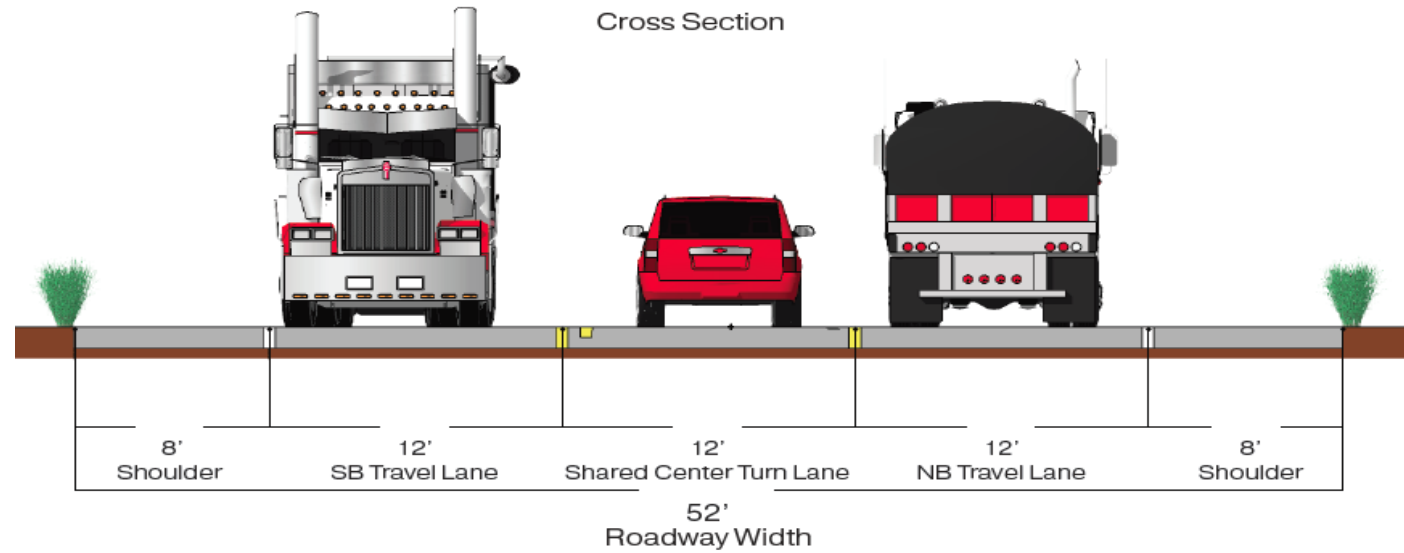 Cross Section
8’
Shoulder
12’
SB Travel Lane
12’
Shared Center Turn Lane
12’
NB Travel Lane
8’
Shoulder
52’
Roadway Width